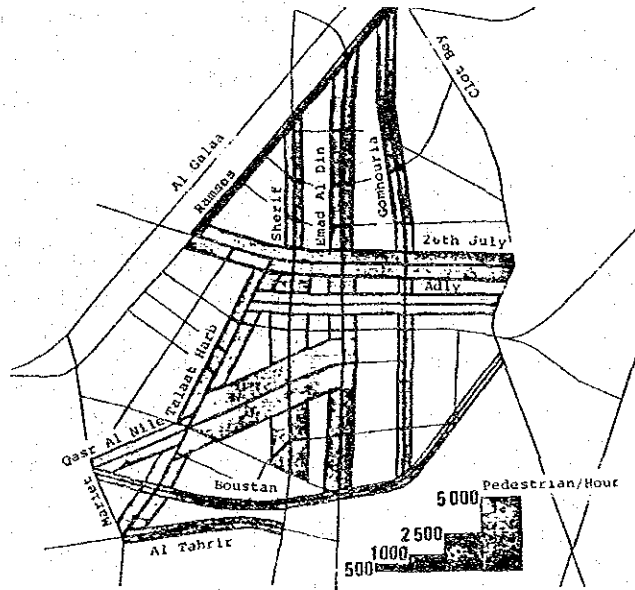 Clot Bey
Al Galaa
Ramses
Sherif
Emad Al Din
Gomhouria
26th July
Adly
Talaat Harb
Qasr Al Nile
Boustan
Mariet
Al Tahrir
Pedestrian/Hour
5000
2500
1000
500